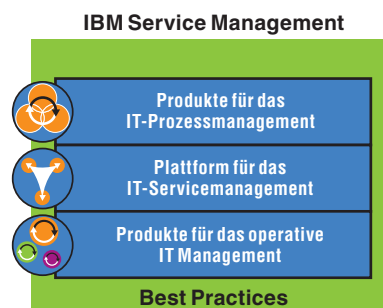 IBM Service Management
Produkte für das
IT-Prozessmanagement
Plattform für das
IT-Servicemanagement
Produkte für das operative
IT Management
Best Practices